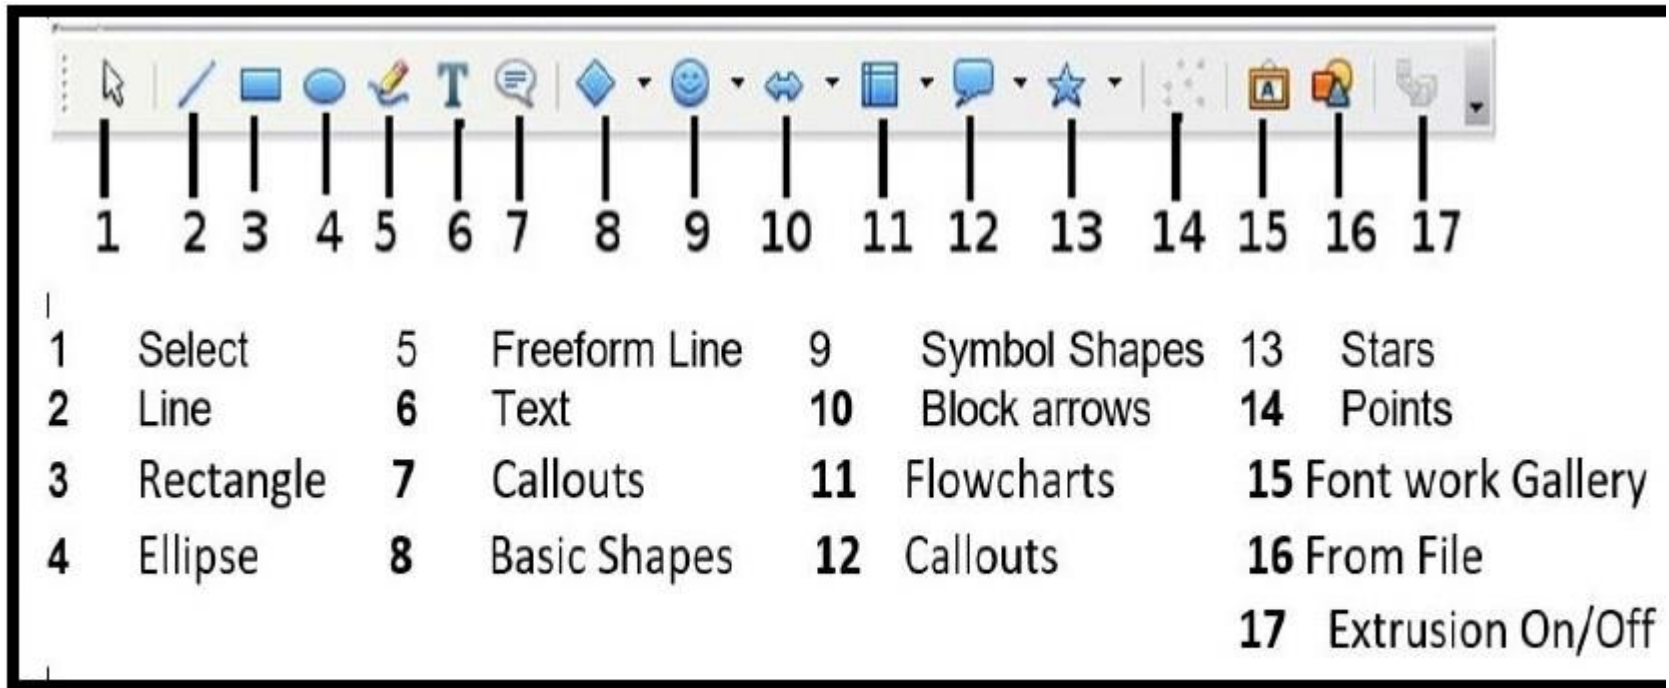 T
A
1 2 3 4 5 6 7 8 9 10 11 12 13 14 15 16 17
1 Select 5 Freeform Line 9 Symbol Shapes 13 Stars
2 Line 6 Text 10 Block arrows 14 Points
3 Rectangle 7 Callouts 11 Flowcharts 15 Font work Gallery
4 Ellipse 8 Basic Shapes 12 Callouts 16 From File
17 Extrusion On/Off